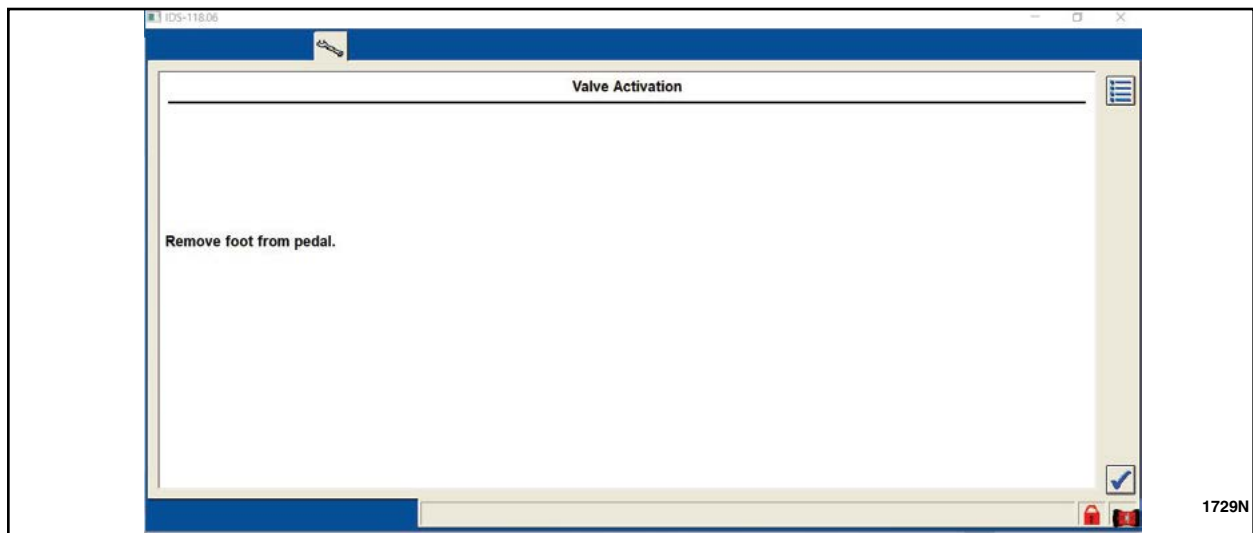 IDS-118.06
Valve Activation
Remove foot from pedal.
1729N